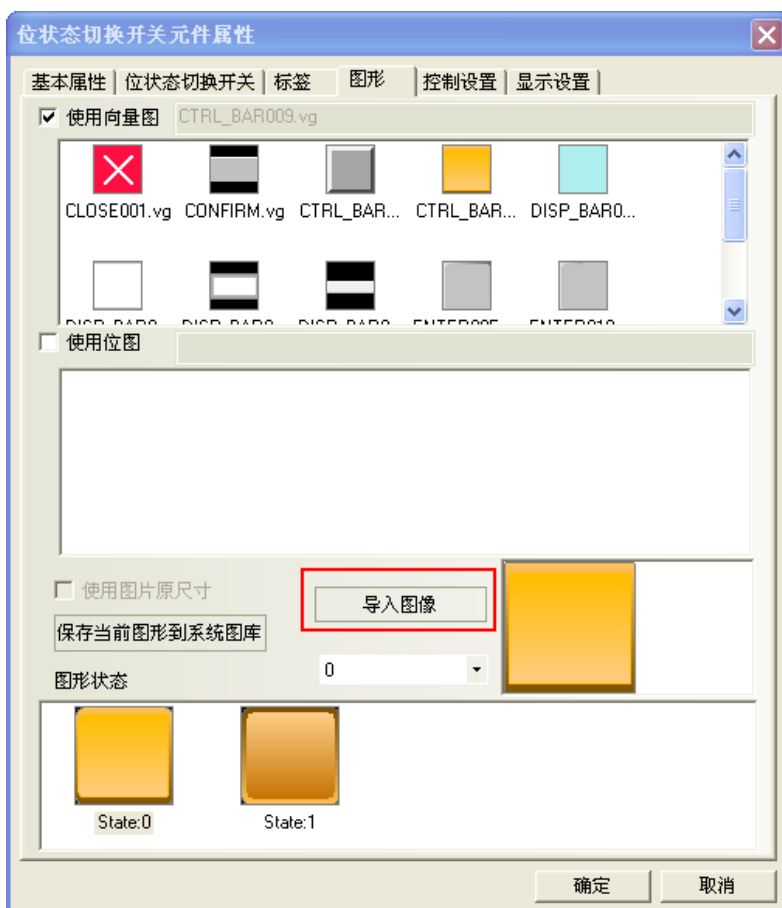 位状态切换开关元件属性
基本属性 位状态切换开关 标签 图形 控制设置 显示设置
使用向量图 CTRL_BAR009.vg
CLOSE001.vg CONFIRM.vg CTRL_BAR... CTRL_BAR... DISP_BAR0...
使用位图
使用图片原尺寸
导入图像
保存当前图形到系统图库
0
图形状态
State:0 State:1
确定 取消